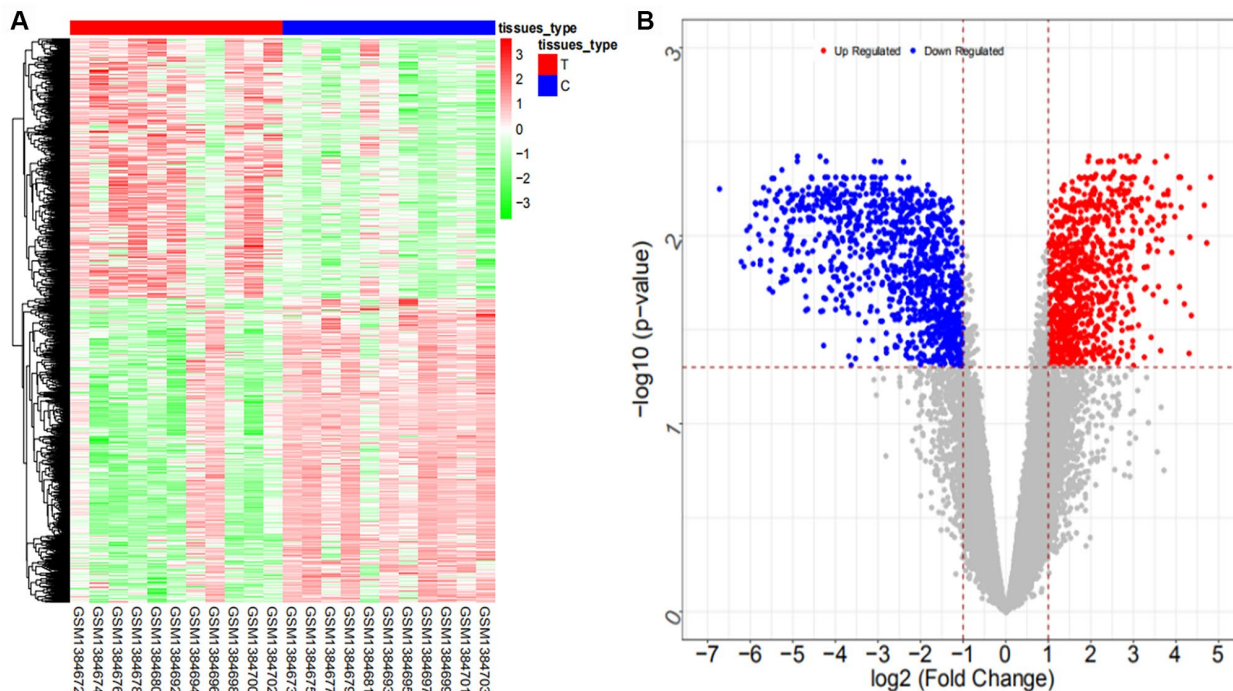 A
tissues_type
tissues_type
T
C
3
2
1
0
−1
−2
−3
GSM1384672
GSM1384674
GSM1384676
GSM1384678
GSM1384680
GSM1384692
GSM1384694
GSM1384696
GSM1384698
GSM1384700
GSM1384702
GSM1384673
GSM1384675
GSM1384677
GSM1384679
GSM1384681
GSM1384693
GSM1384695
GSM1384697
GSM1384699
GSM1384701
GSM1384703
B
Up Regulated Down Regulated
−log10 (p−value)
3
2
1
0
−7 −6 −5 −4 −3 −2 −1 0 1 2 3 4 5
log2 (Fold Change)